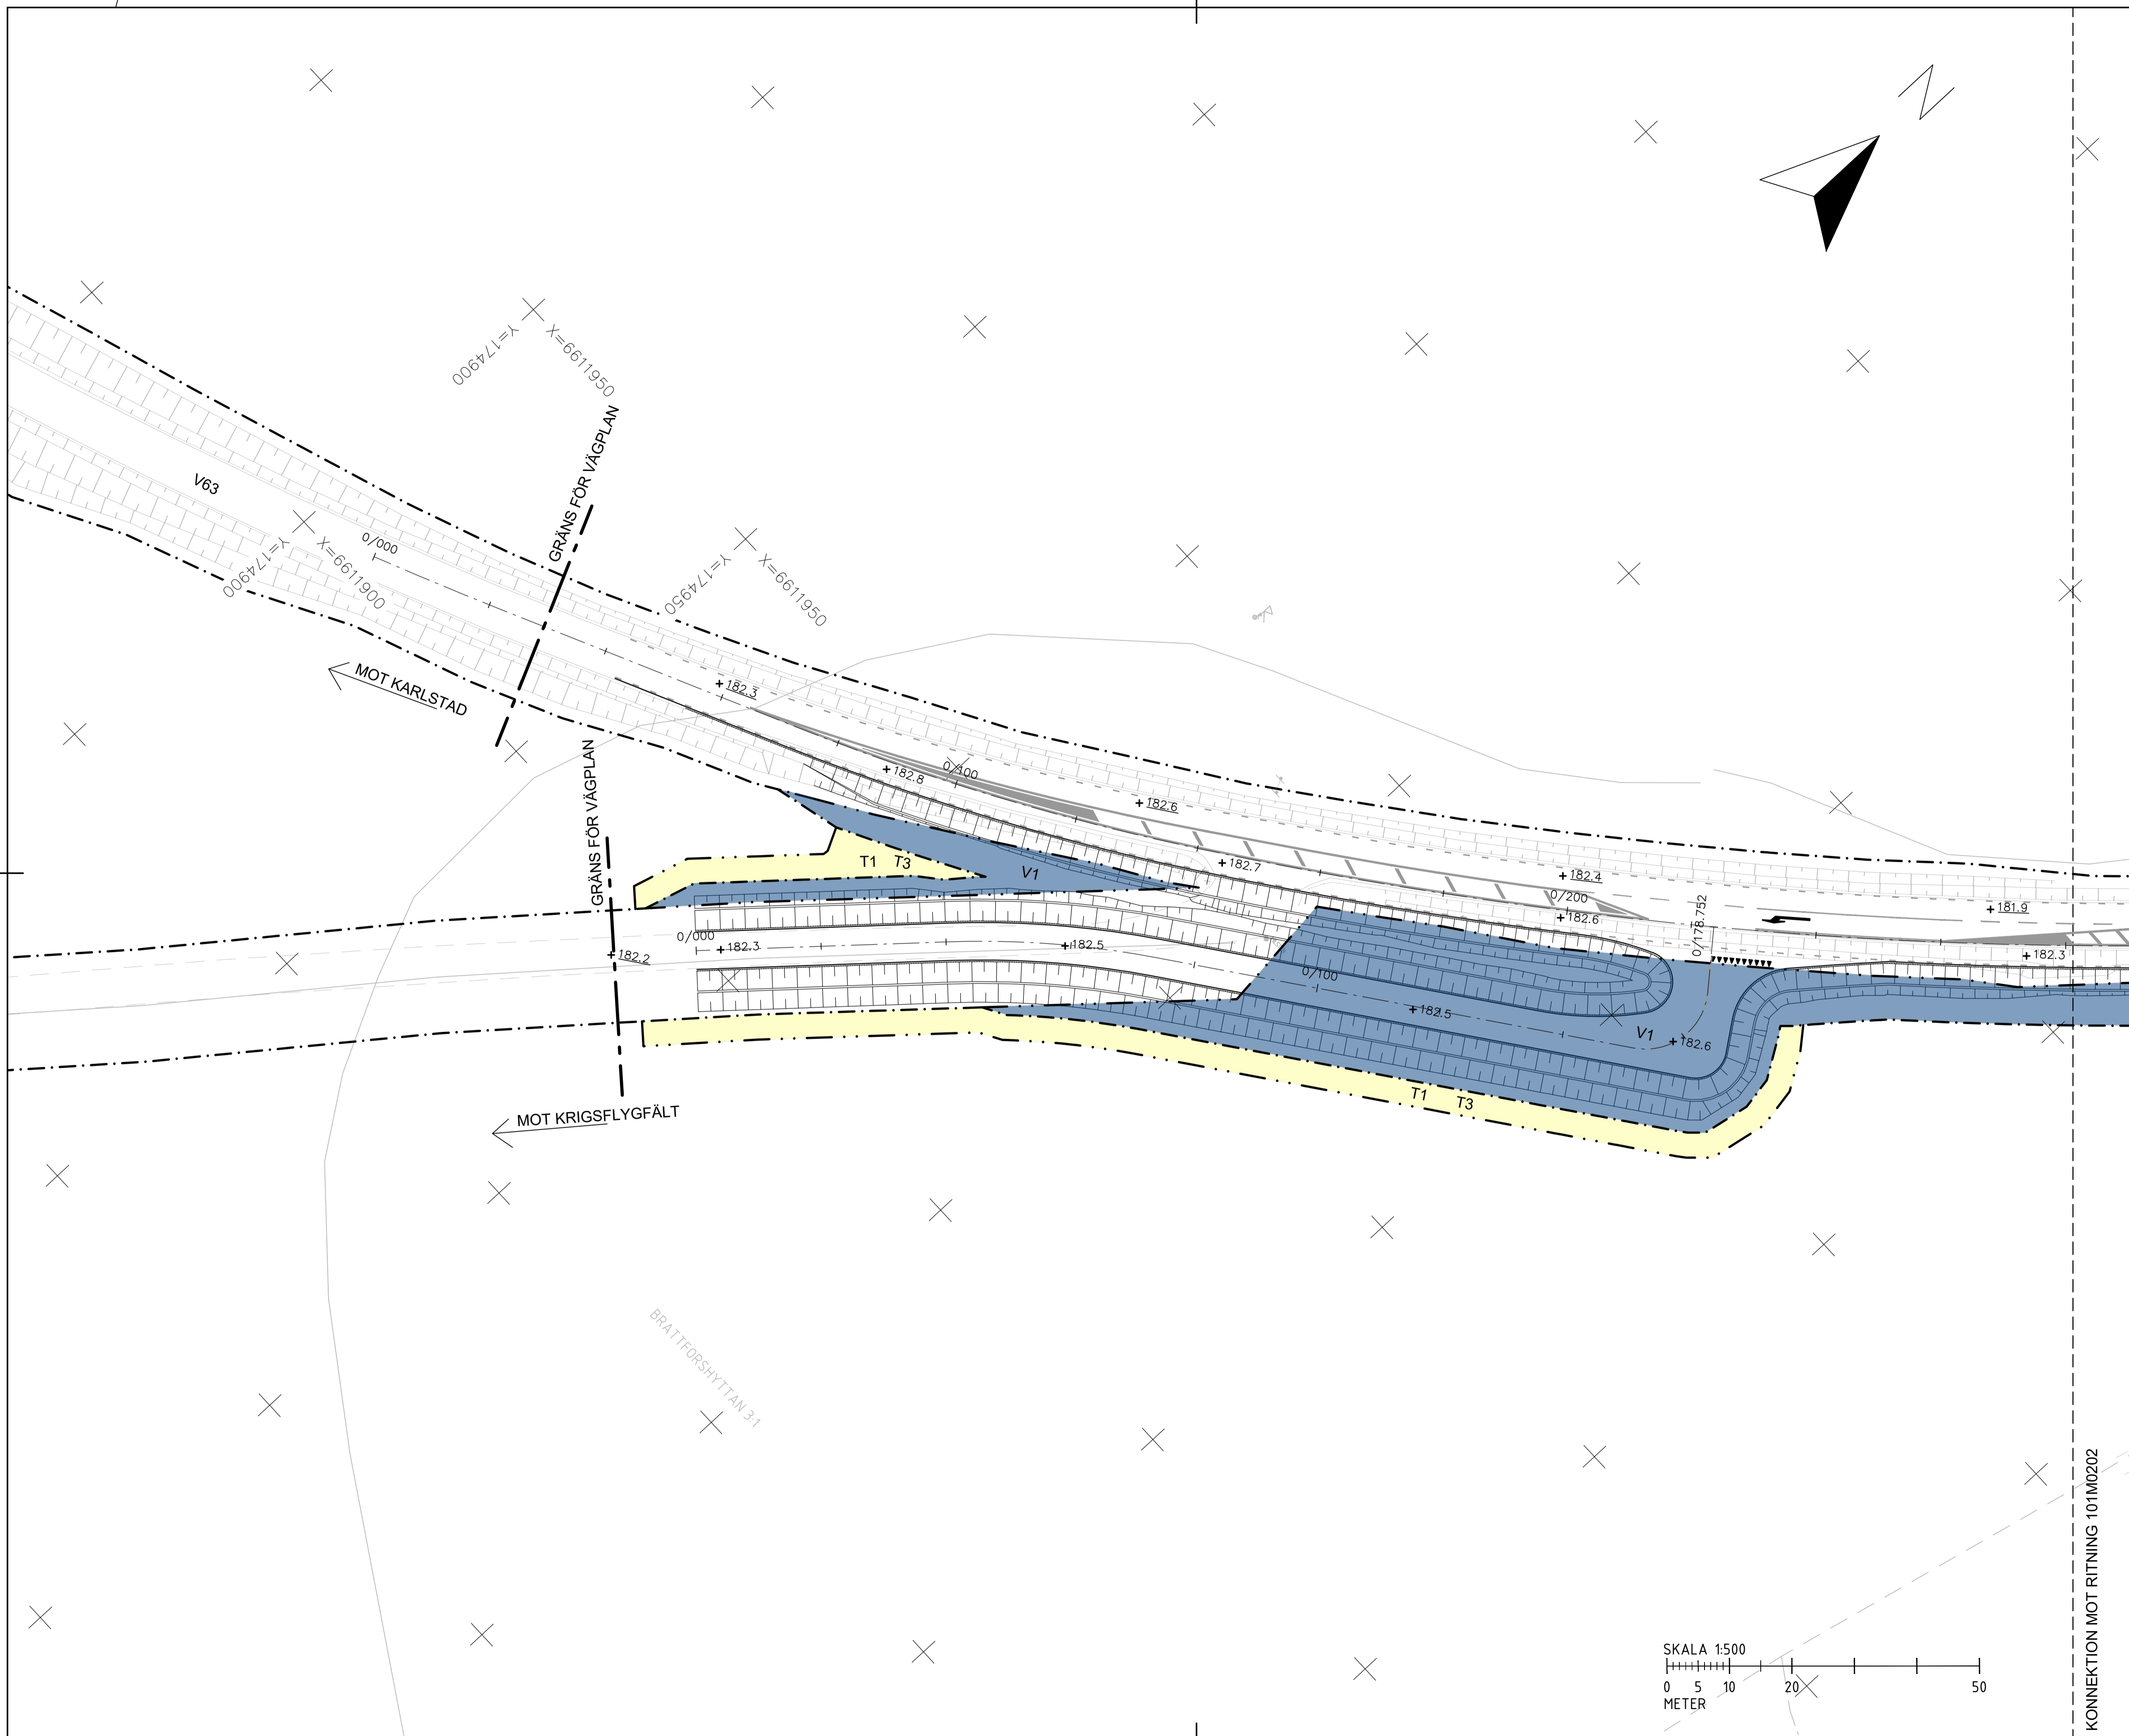 N
Y=174900
X=6611950
GRÄNS FÖR VÄGPLAN
V63
0/000
Y=174900
X=6611900
Y=174950
X=6611950
MOT KARLSTAD
182.3
182.8
0/100
182.6
182.7
182.4
0/200
182.6
0/178.752
181.9
182.3
GRÄNS FÖR VÄGPLAN
T1 T3
V1
0/000
182.2
182.3
182.5
0/100
182.5
V1
182.6
T1 T3
MOT KRIGSFLYGFÄLT
BRATTFORSHYTTAN 3:1
KONNEKTION MOT RITNING 101M0202
SKALA 1:500
0 5 10 20 50
METER